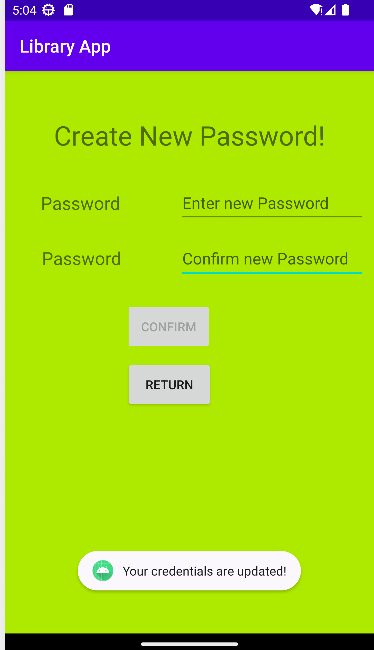 5:04
Library App
Create New Password!
Password Enter new Password
Password Confirm new Password
CONFIRM
RETURN
Your credentials are updated!